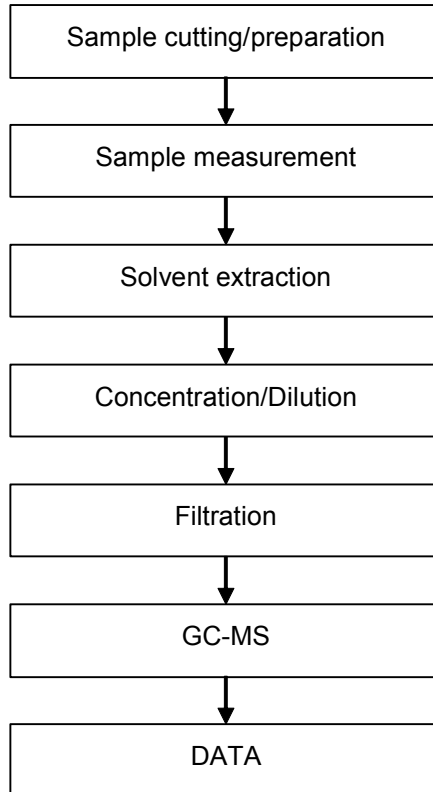 Sample cutting/preparation
Sample measurement
Solvent extraction
Concentration/Dilution
Filtration
GC-MS
DATA